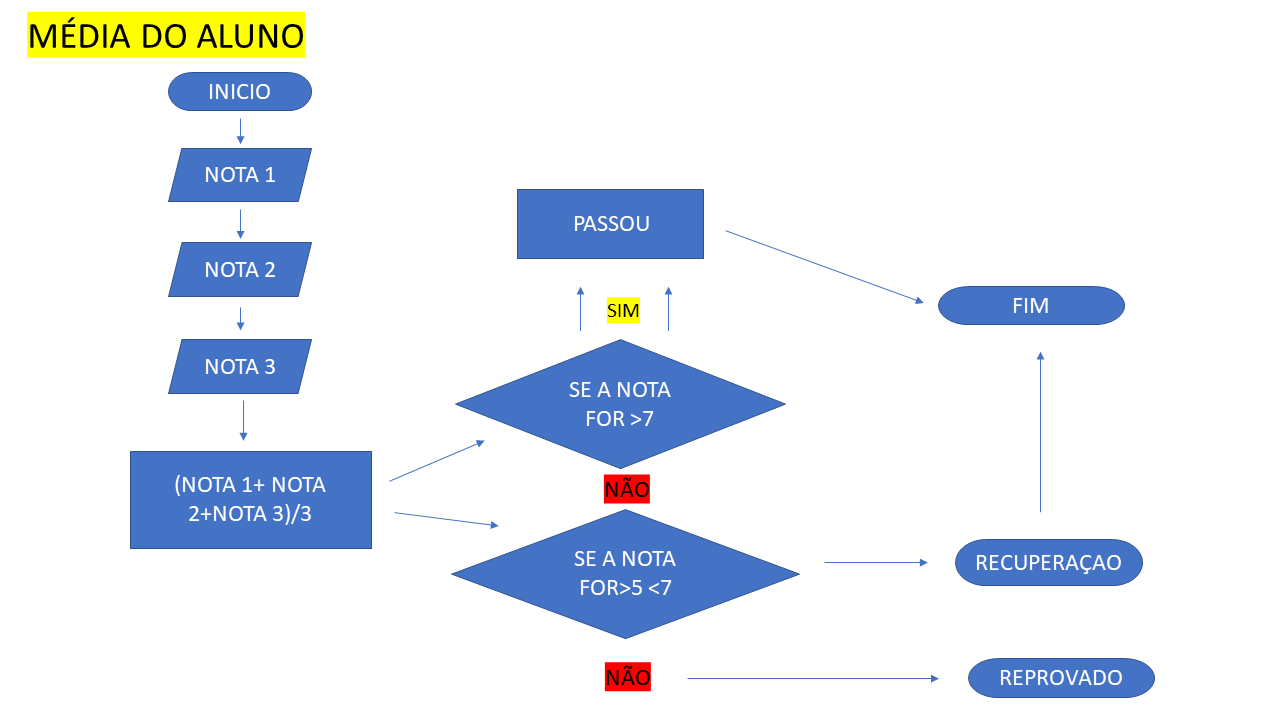 MÉDIA DO ALUNO
INICIO
NOTA 1
NOTA 2
NOTA 3
(NOTA 1+ NOTA
2+NOTA 3)/3
PASSOU
SIM
SE A NOTA
FOR >7
NÃO
SE A NOTA
FOR>5 <7
NÃO
FIM
RECUPERAÇAO
REPROVADO